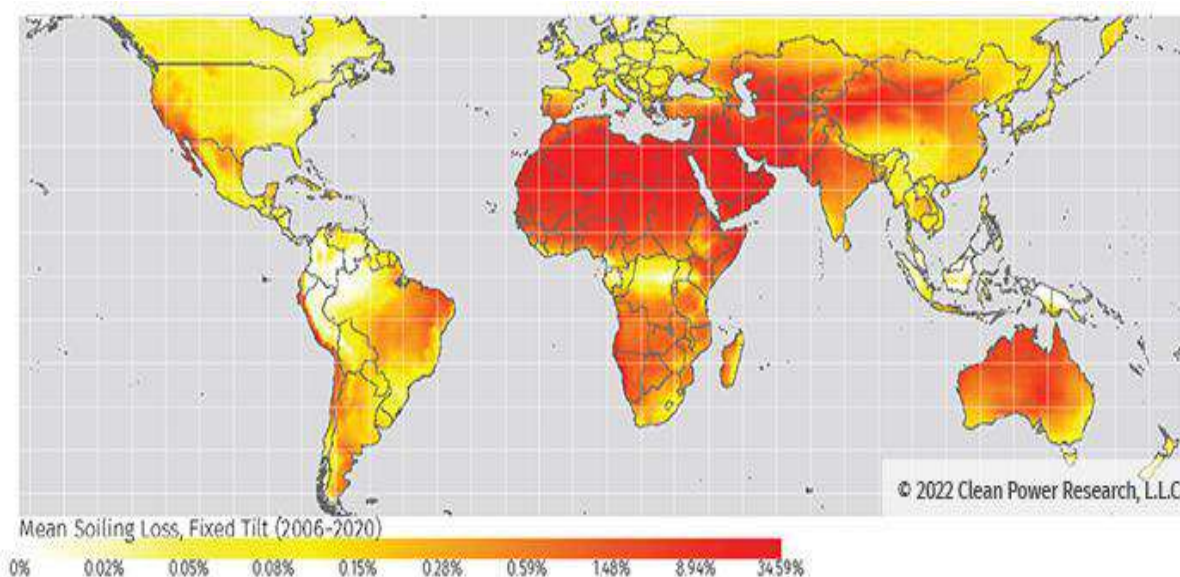 © 2022 Clean Power Research, L.L.C
Mean Soiling Loss, Fixed Tilt (2006-2020)
0% 0.02% 0.05% 0.08% 0.15% 0.28% 0.59% 1.48% 8.94% 34.59%